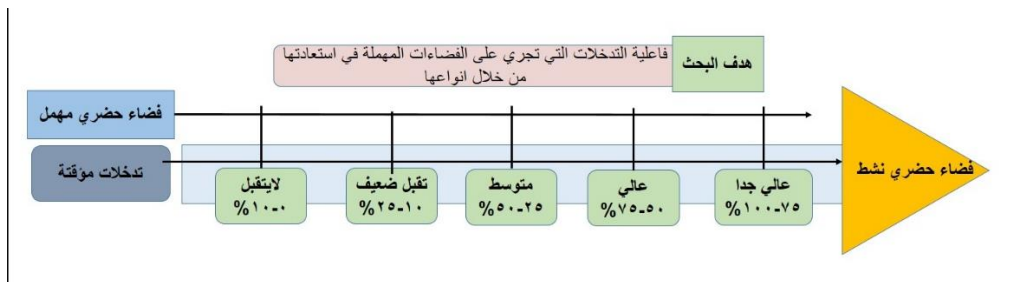 هدف البحث
فاعلية التدخلات التي تجري على الفضاءات المهملة في استعادتها
من خلال انواعها
فضاء حضري مهمل
فضاء حضري نشط
تدخلات مؤقتة
لايتقبل
٠-١٠%
تقبل ضعيف
١٠-٢٥%
متوسط
٢٥-٥٠%
عالي
٥٠-٧٥%
عالي جدا
٧٥-١٠٠%